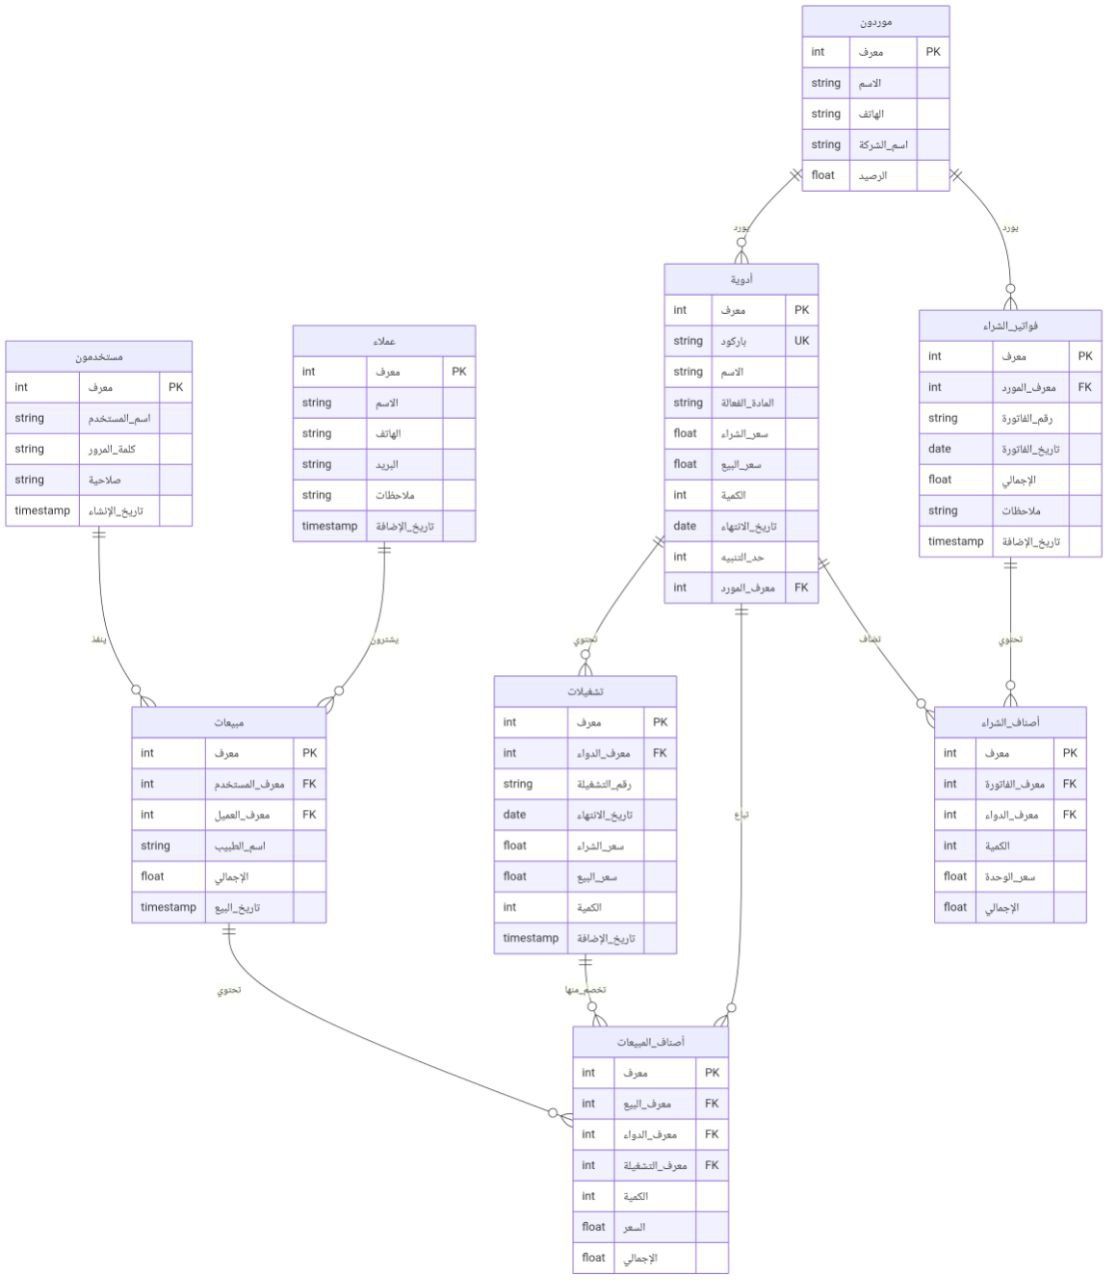 موردون
int معرف PK
string الاسم
string الهاتف
string اسم_الشركة
float الرصيد
يورد
يورد
أدوية
int معرف PK
string باركود UK
string الاسم
string المادة_الفعالة
float سعر_الشراء
float سعر_البيع
int الكمية
date تاريخ_الانتهاء
int حد_التنبيه
int معرف_المورد FK
فواتير_الشراء
int معرف PK
int معرف_المورد FK
string رقم_الفاتورة
date تاريخ_الفاتورة
float الإجمالي
string ملاحظات
timestamp تاريخ_الإضافة
عملاء
int معرف PK
string الاسم
string الهاتف
string البريد
string ملاحظات
timestamp تاريخ_الإضافة
مستخدمون
int معرف PK
string اسم_المستخدم
string كلمة_المرور
string صلاحية
timestamp تاريخ_الإنشاء
ينفذ
يشترون
تحتوي
تضاف
تحتوي
مبيعات
int معرف PK
int معرف_المستخدم FK
int معرف_العميل FK
string اسم_الطبيب
float الإجمالي
timestamp تاريخ_البيع
تشغيلات
int معرف PK
int معرف_الدواء FK
string رقم_التشغيلة
date تاريخ_الانتهاء
float سعر_الشراء
float سعر_البيع
int الكمية
timestamp تاريخ_الإضافة
تباع
أصناف_الشراء
int معرف PK
int معرف_الفاتورة FK
int معرف_الدواء FK
int الكمية
float سعر_الوحدة
float الإجمالي
تحتوي
تخصم_منها
أصناف_المبيعات
int معرف PK
int معرف_البيع FK
int معرف_الدواء FK
int معرف_التشغيلة FK
int الكمية
float السعر
float الإجمالي